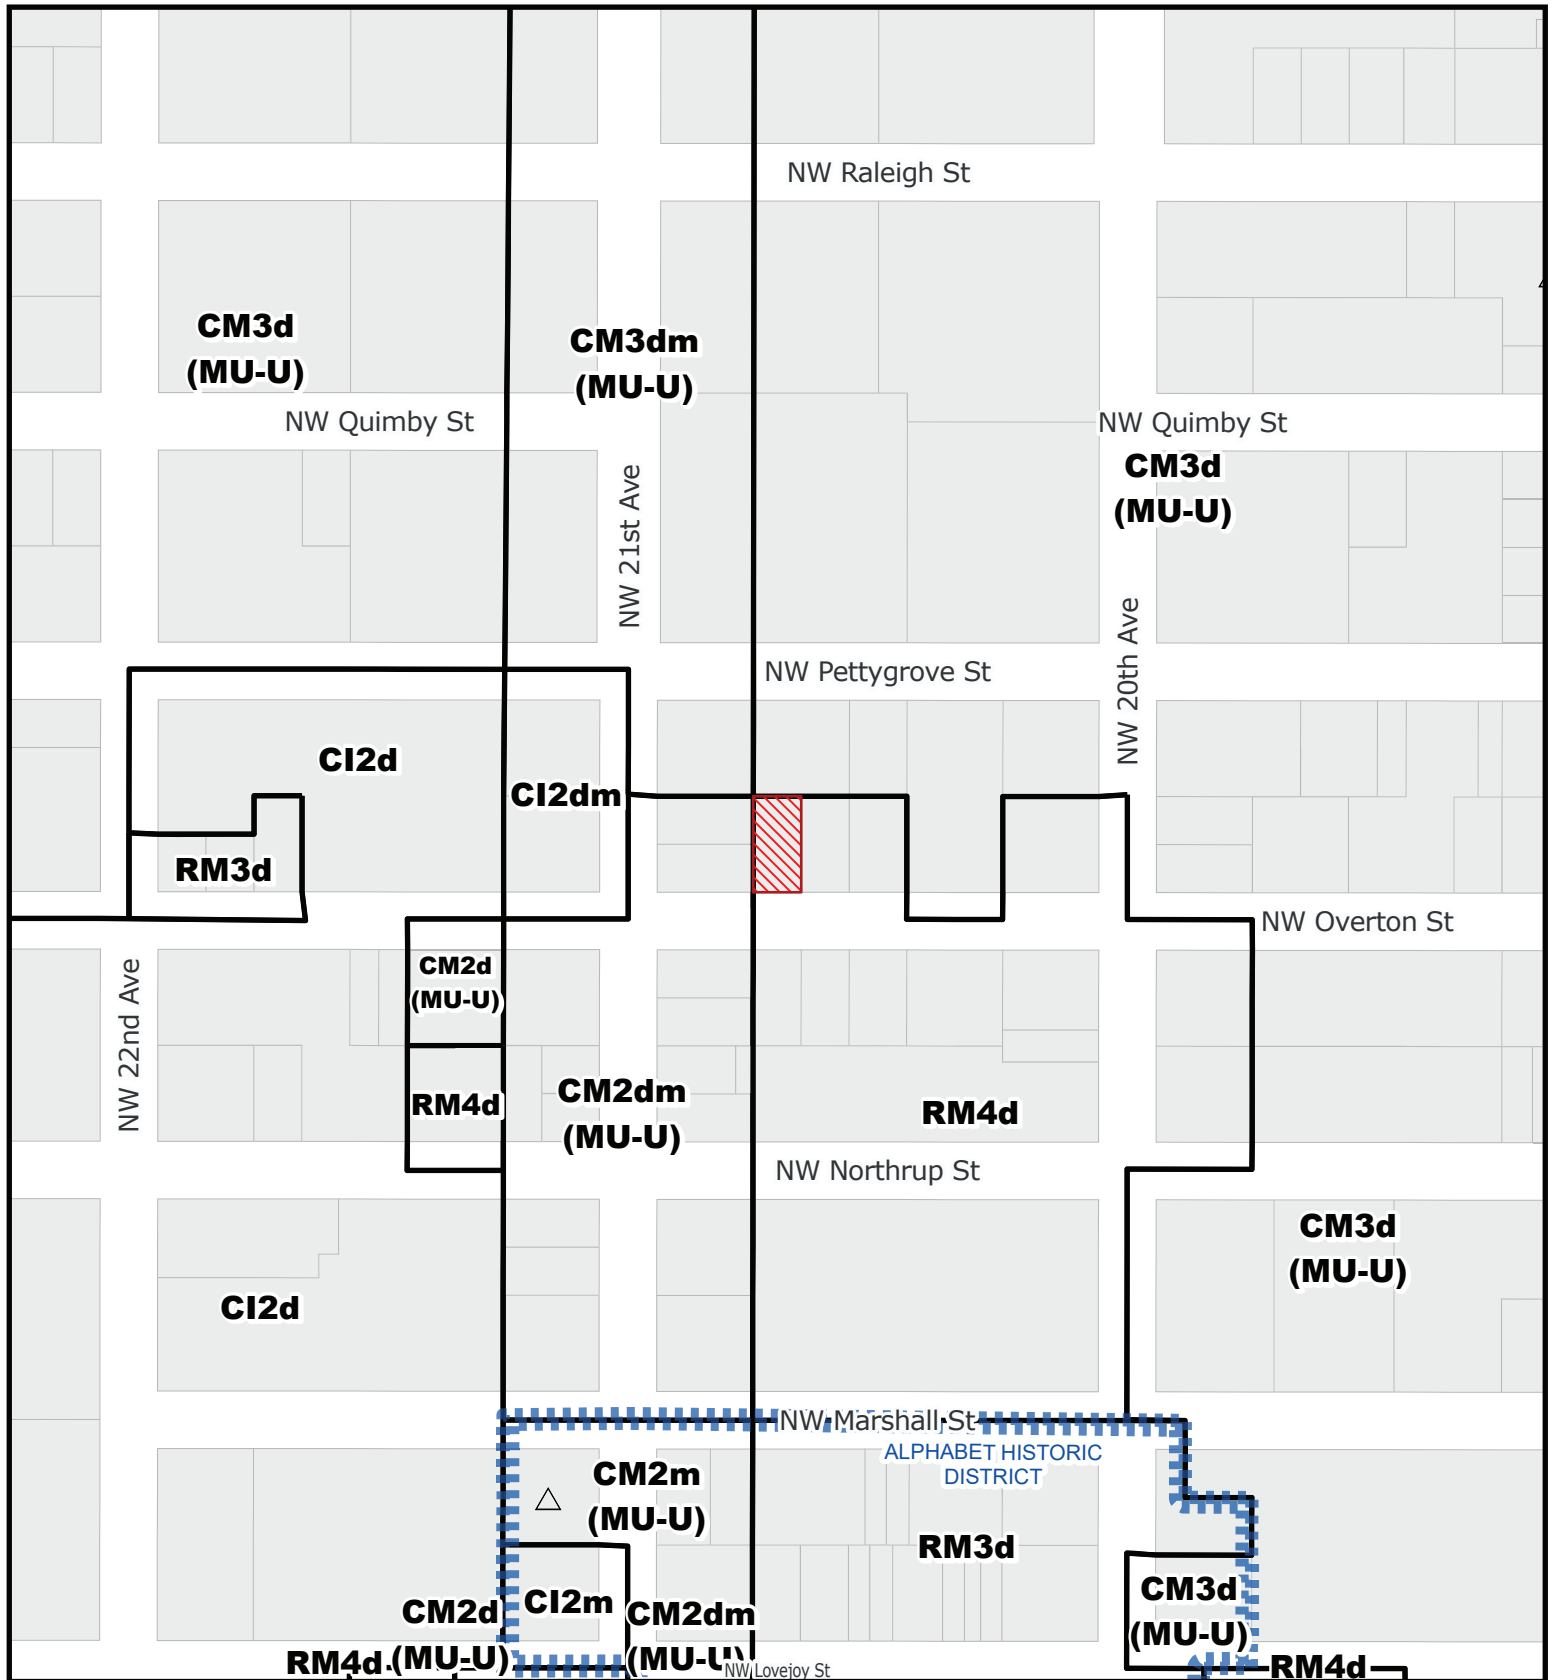 NW Raleigh St
CM3d
(MU-U)
CM3dm
(MU-U)
NW Quimby St
NW Quimby St
CM3d
(MU-U)
NW 21st Ave
NW 20th Ave
NW Pettygrove St
CI2d
CI2dm
RM3d
NW Overton St
CM2d
(MU-U)
NW 22nd Ave
RM4d
CM2dm
(MU-U)
RM4d
NW Northrup St
CM3d
(MU-U)
CI2d
NW Marshall St
ALPHABET HISTORIC
DISTRICT
CM2m
(MU-U)
RM3d
CI2m
CM3d
(MU-U)
CM2d
(MU-U)
CM2dm
(MU-U)
RM4d
NW Lovejoy St
RM4d